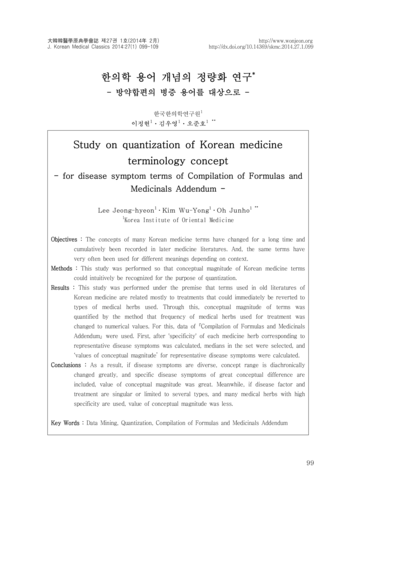 大韓韓醫學原典學會誌 제27권 1호(2014年 2月)
J. Korean Medical Classics 2014:27(1) 099-109
http://www.wonjeon.org
http://dx.doi.org/10.14369/skmc.2014.27.1.099
한의학 용어 개념의 정량화 연구*
- 방약합편의 병증 용어를 대상으로 -
한국한의학연구원1
이정현1·김우영1·오준호1 **
Study on quantization of Korean medicine
terminology concept
- for disease symptom terms of Compilation of Formulas and
Medicinals Addendum -
Lee Jeong-hyeon1·Kim Wu-Yong1·Oh Junho1 **
1Korea Institute of Oriental Medicine
Objectives : The concepts of many Korean medicine terms have changed for a long time and
cumulatively been recorded in later medicine literatures. And, the same terms have
very often been used for different meanings depending on context.
Methods : This study was performed so that conceptual magnitude of Korean medicine terms
could intuitively be recognized for the purpose of quantization.
Results : This study was performed under the premise that terms used in old literatures of
Korean medicine are related mostly to treatments that could immediately be reverted to
types of medical herbs used. Through this, conceptual magnitude of terms was
quantified by the method that frequency of medical herbs used for treatment was
changed to numerical values. For this, data of 『Compilation of Formulas and Medicinals
Addendum』 were used. First, after 'specificity' of each medicine herb corresponding to
representative disease symptoms was calculated, medians in the set were selected, and
'values of conceptual magnitude' for representative disease symptoms were calculated.
Conclusions : As a result, if disease symptoms are diverse, concept range is diachronically
changed greatly, and specific disease symptoms of great conceptual difference are
included, value of conceptual magnitude was great. Meanwhile, if disease factor and
treatment are singular or limited to several types, and many medical herbs with high
specificity are used, value of conceptual magnitude was less.
Key Words : Data Mining, Quantization, Compilation of Formulas and Medicinals Addendum
99